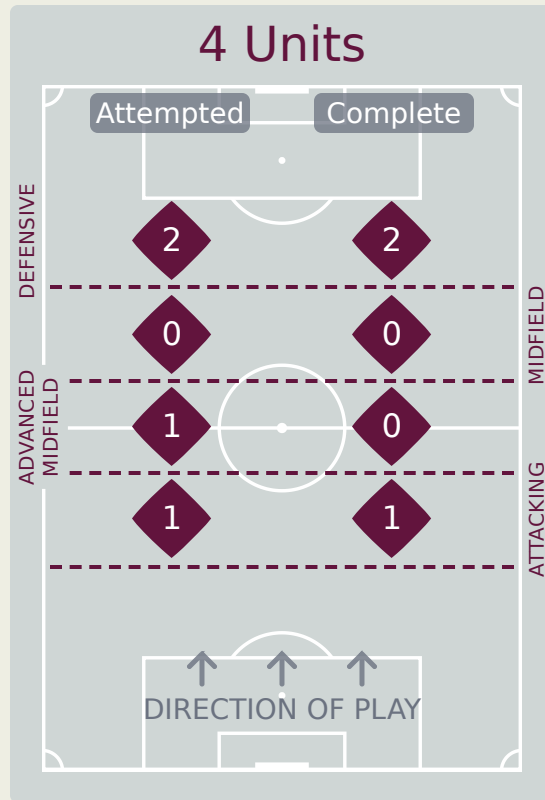 4 Units
Attempted Complete
DEFENSIVE
2 2
MIDFIELD
0 0
ADVANCED
MIDFIELD
1 0
ATTACKING
1 1
DIRECTION OF PLAY